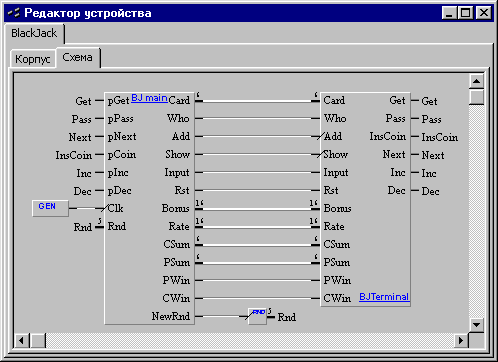 Редактор устройства
BlackJack
Корпус Схема
Get pGet BJ main Card 6 6 Card Get Get
Pass pPass Who Who Pass Pass
Next pNext Add Add InsCoin InsCoin
InsCoin pCoin Show Show Next Next
Inc pInc Input Input Inc Inc
Dec pDec Rst Rst Dec Dec
GEN Clk Bonus 16 16 Bonus
Rnd 5 Rnd Rate 16 16 Rate
CSum 6 6 CSum
PSum 6 6 PSum
PWin PWin
CWin CWin BJTerminal
NewRnd RND 5 Rnd